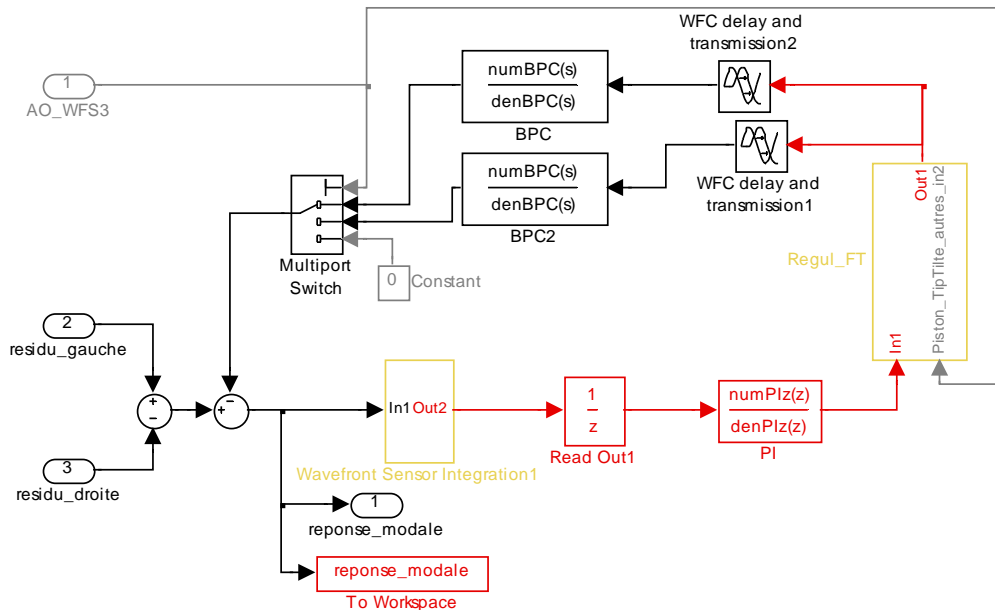 WFC delay and
transmission2
1
AO_WFS3
numBPC(s)
denBPC(s)
BPC
WFC delay and
transmission1
numBPC(s)
denBPC(s)
BPC2
Out1
Piston_TipTilte_autres_in2
Regul_FT
In1
Multiport
Switch
0
Constant
2
residu_gauche
+
−
−
+
3
residu_droite
In1
Out2
Wavefront Sensor Integration1
1
z
Read Out1
numPIz(z)
denPIz(z)
PI
1
reponse_modale
reponse_modale
To Workspace